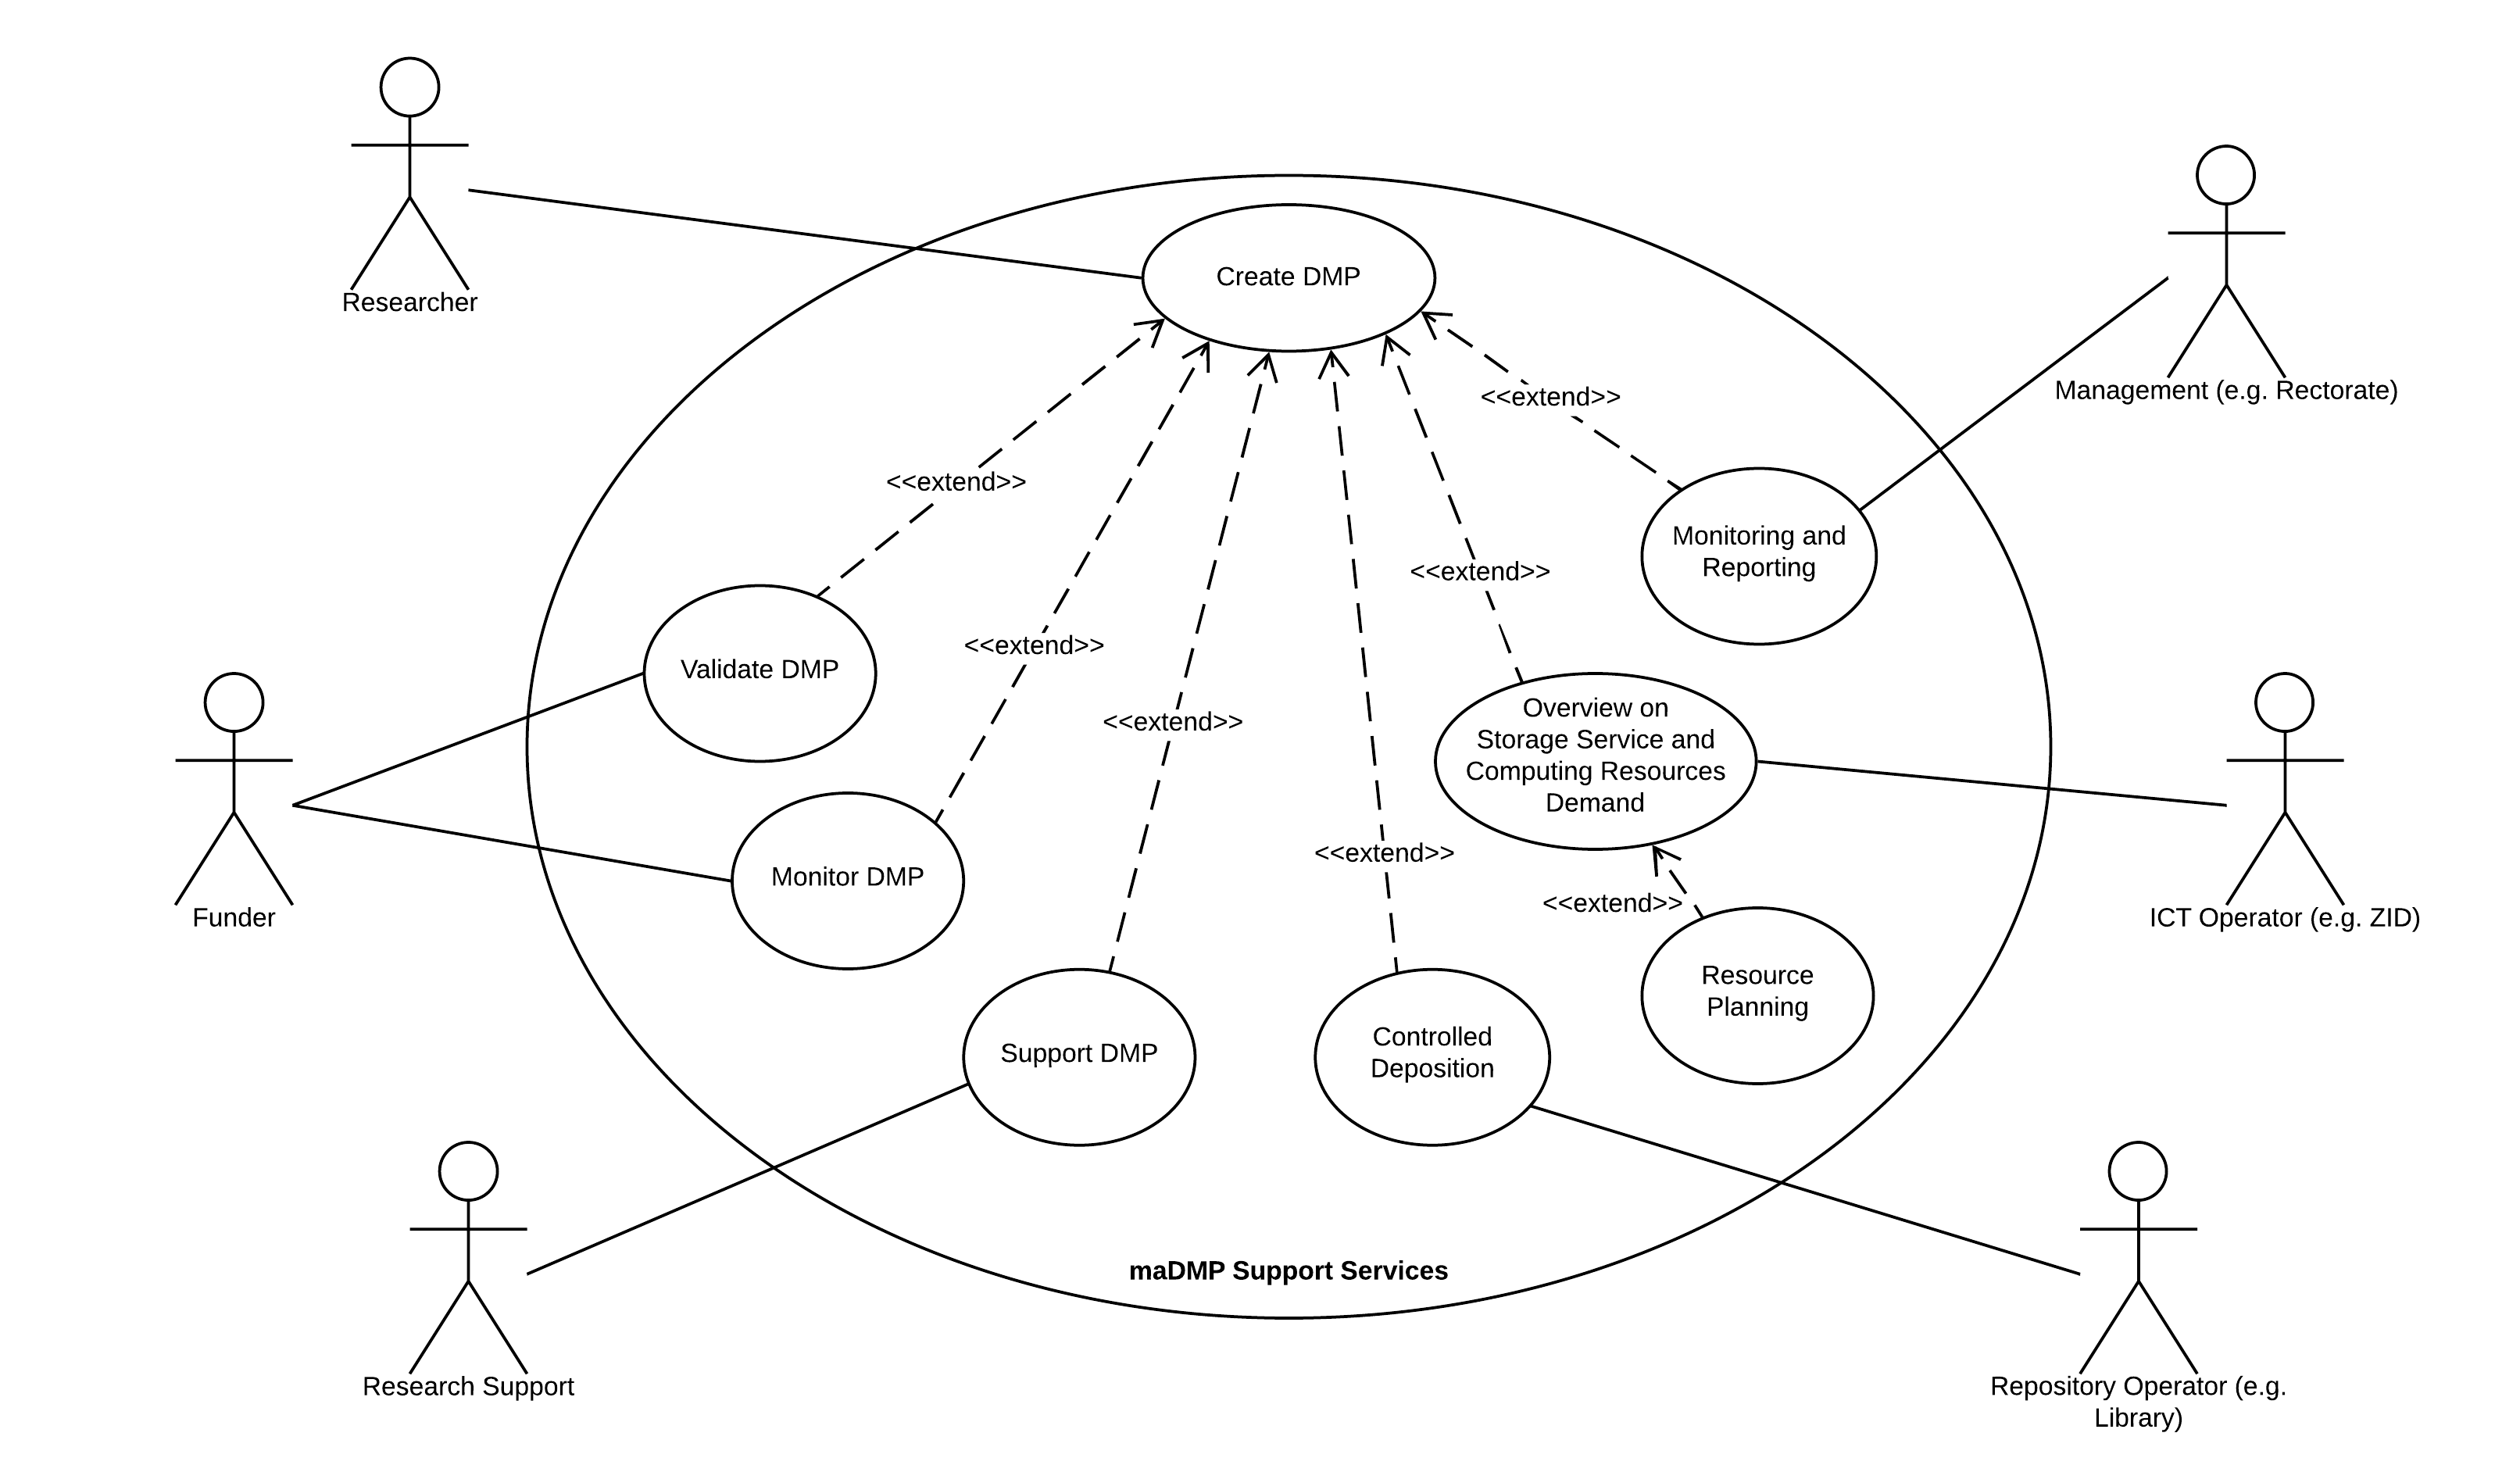 Researcher
Create DMP
Management (e.g. Rectorate)
<<extend>>
<<extend>>
Monitoring and
Reporting
<<extend>>
<<extend>>
Validate DMP
<<extend>>
Overview on
Storage Service and
Computing Resources
Demand
Monitor DMP
<<extend>>
<<extend>>
Funder
ICT Operator (e.g. ZID)
Resource
Planning
Support DMP
Controlled
Deposition
maDMP Support Services
Research Support
Repository Operator (e.g.
Library)